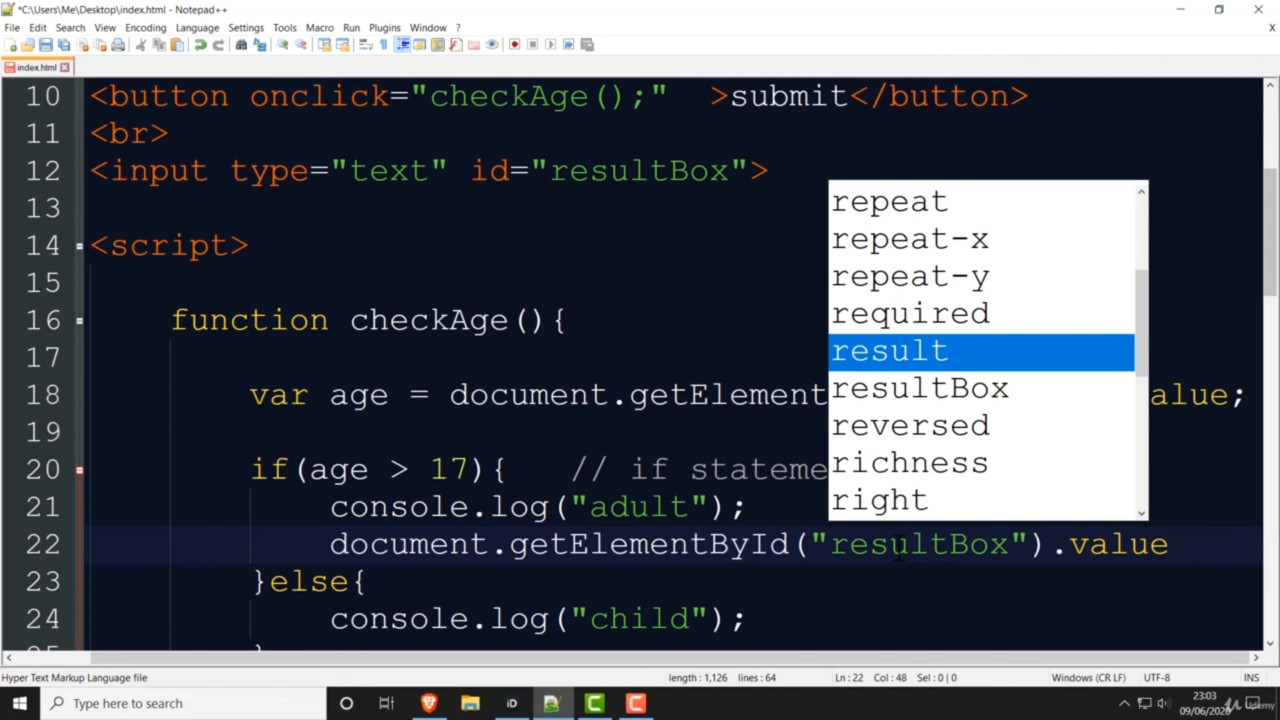 *C:\Users\Me\Desktop\index.html - Notepad++
File Edit Search View Encoding Language Settings Tools Macro Run Plugins Window ?
X
index.html
10 <button onclick="checkAge();" >submit</button>
11 <br>
12 <input type="text" id="resultBox">
13
14 <script>
15
16 function checkAge(){
17
18 var age = document.getElement alue;
19
20 if(age > 17){ // if stateme
21 console.log("adult");
22 document.getElementById("resultBox").value
23 }else{
24 console.log("child");
repeat
repeat-x
repeat-y
required
result
resultBox
reversed
richness
right
Hyper Text Markup Language file length : 1,126 lines : 64 Ln : 22 Col : 48 Sel : 0 | 0 Windows (CR LF) UTF-8 INS
Type here to search
iD
23:03
09/06/2020
Udemy